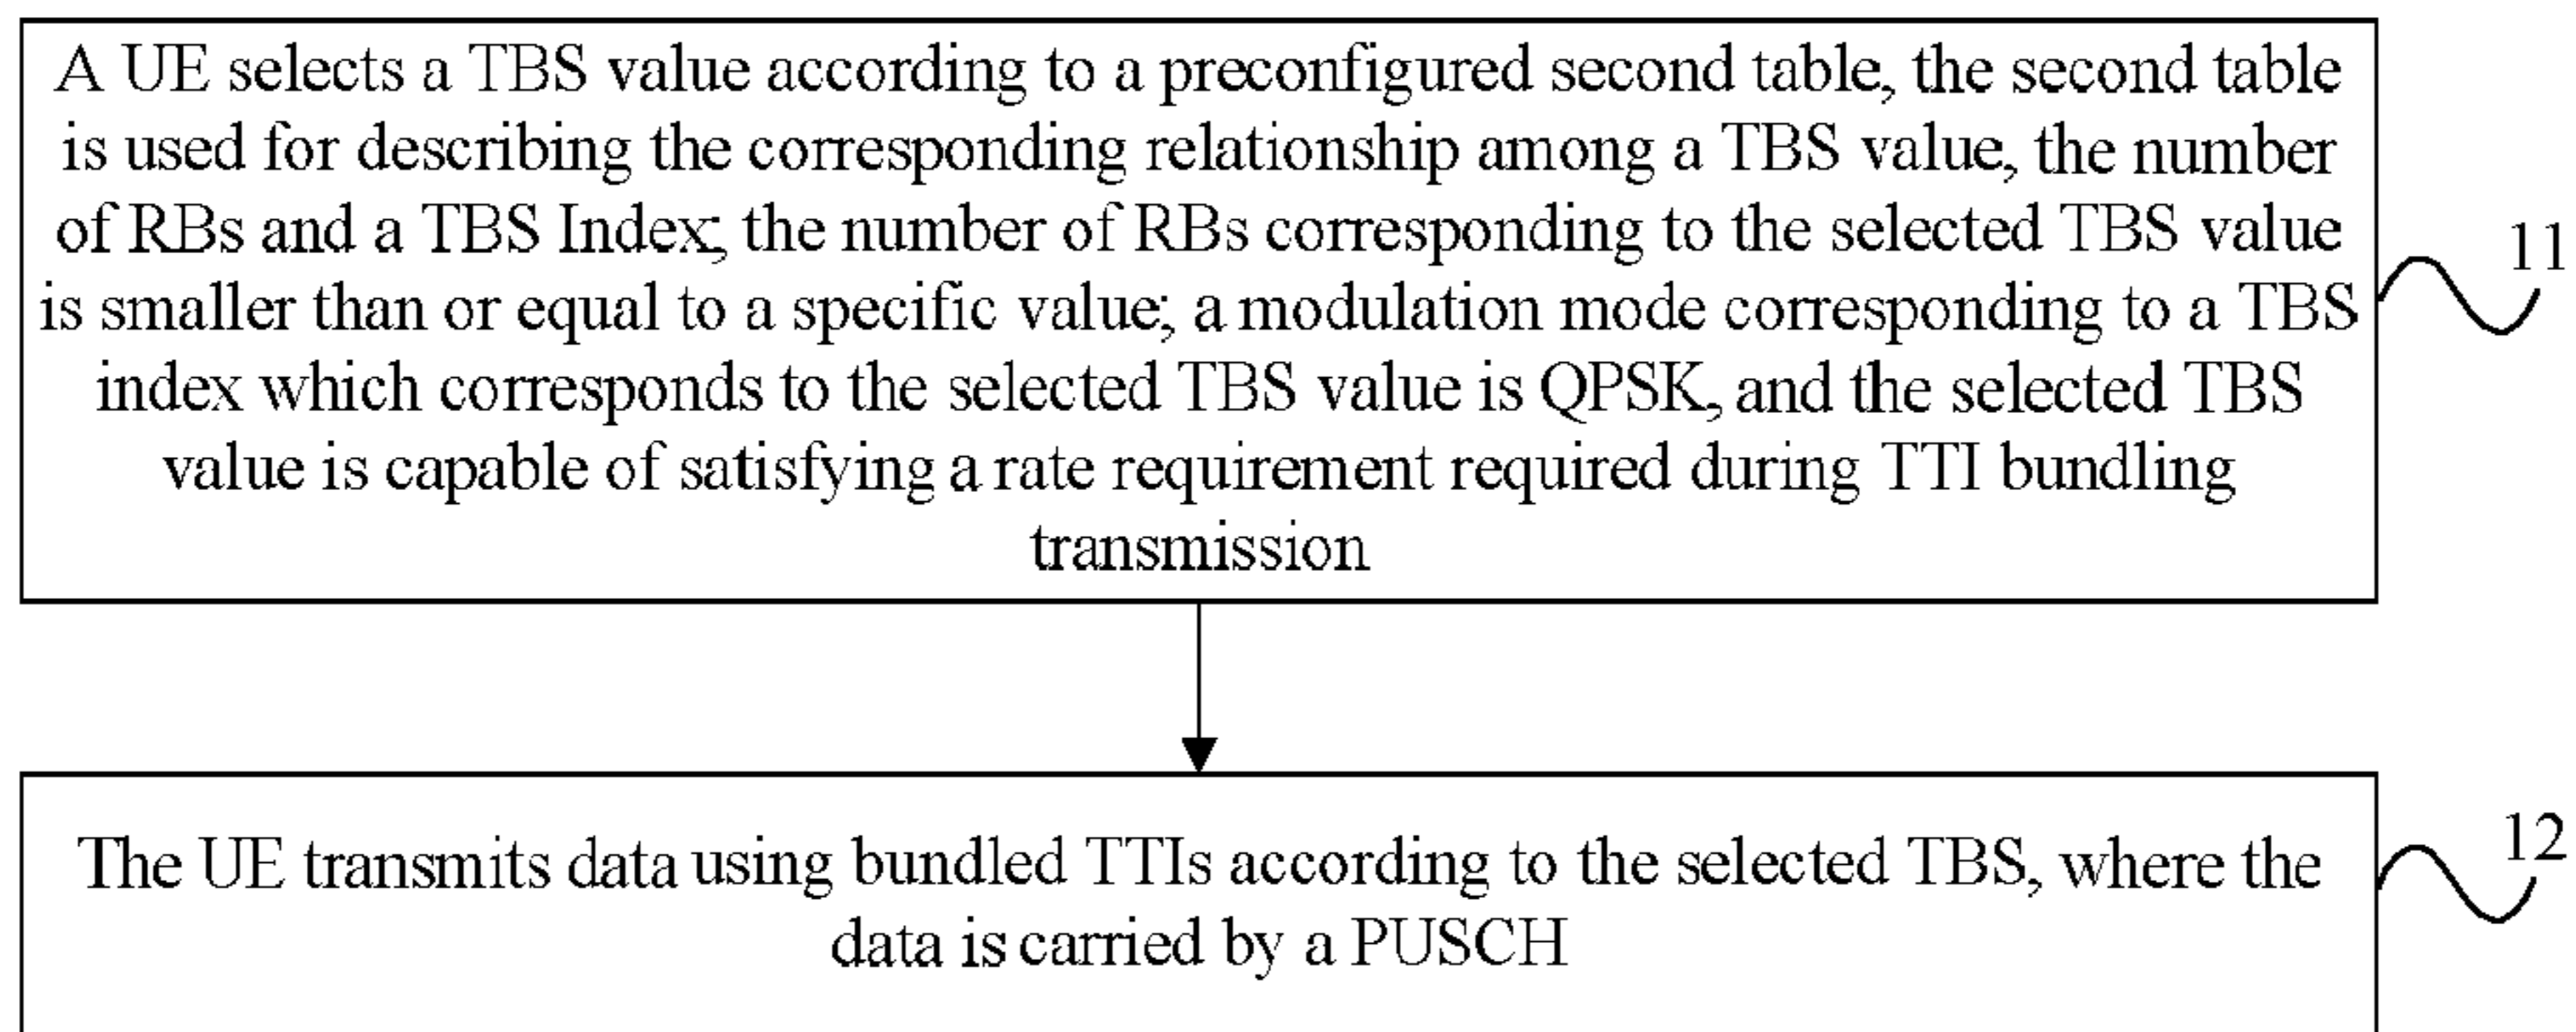 A UE selects a TBS value according to a preconfigured second table, the second table
is used for describing the corresponding relationship among a TBS value, the number
of RBs and a TBS Index; the number of RBs corresponding to the selected TBS value
is smaller than or equal to a specific value; a modulation mode corresponding to a TBS
index which corresponds to the selected TBS value is QPSK, and the selected TBS
value is capable of satisfying a rate requirement required during TTI bundling
transmission
11
The UE transmits data using bundled TTIs according to the selected TBS, where the
data is carried by a PUSCH
12